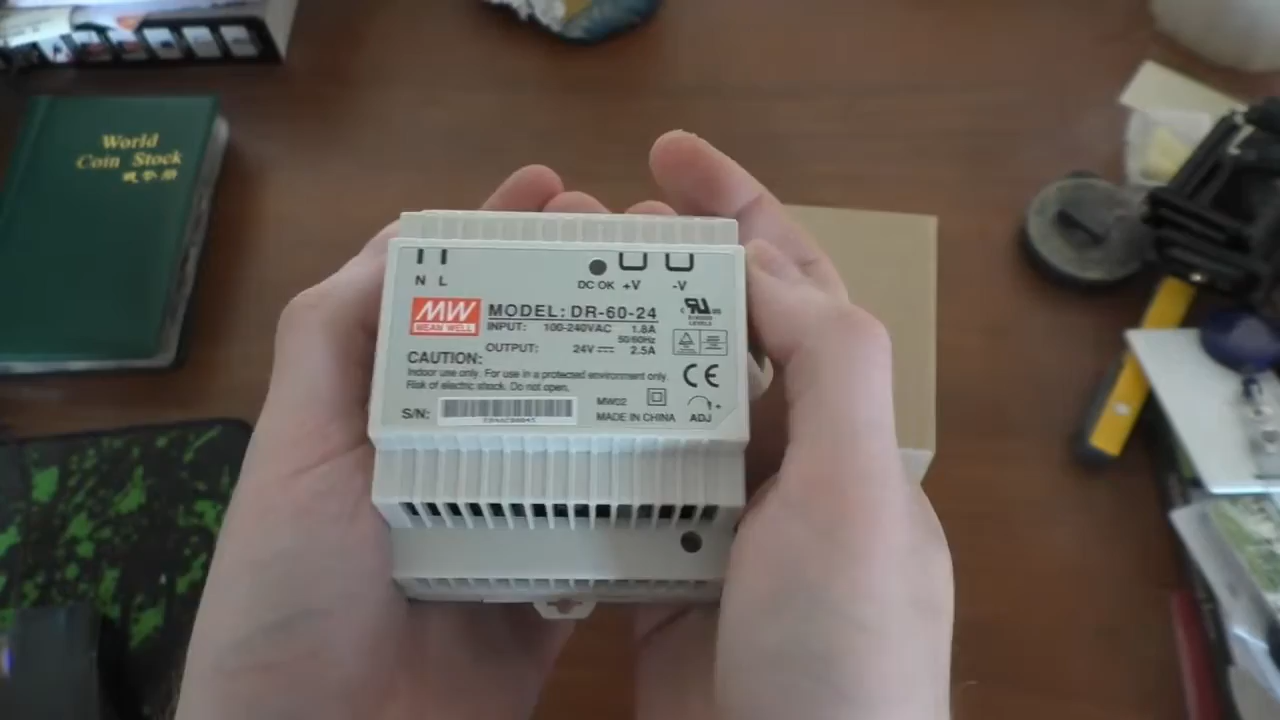 World
Coin Stock
N L
DC OK +V -V
MW
MEAN WELL
MODEL: DR-60-24
INPUT: 100-240VAC 1.8A
50/60Hz
OUTPUT: 24V 2.5A
CAUTION:
Indoor use only. For use in a protected environment only.
Risk of electric shock. Do not open.
S/N:
MW02
MADE IN CHINA
ADJ
CE